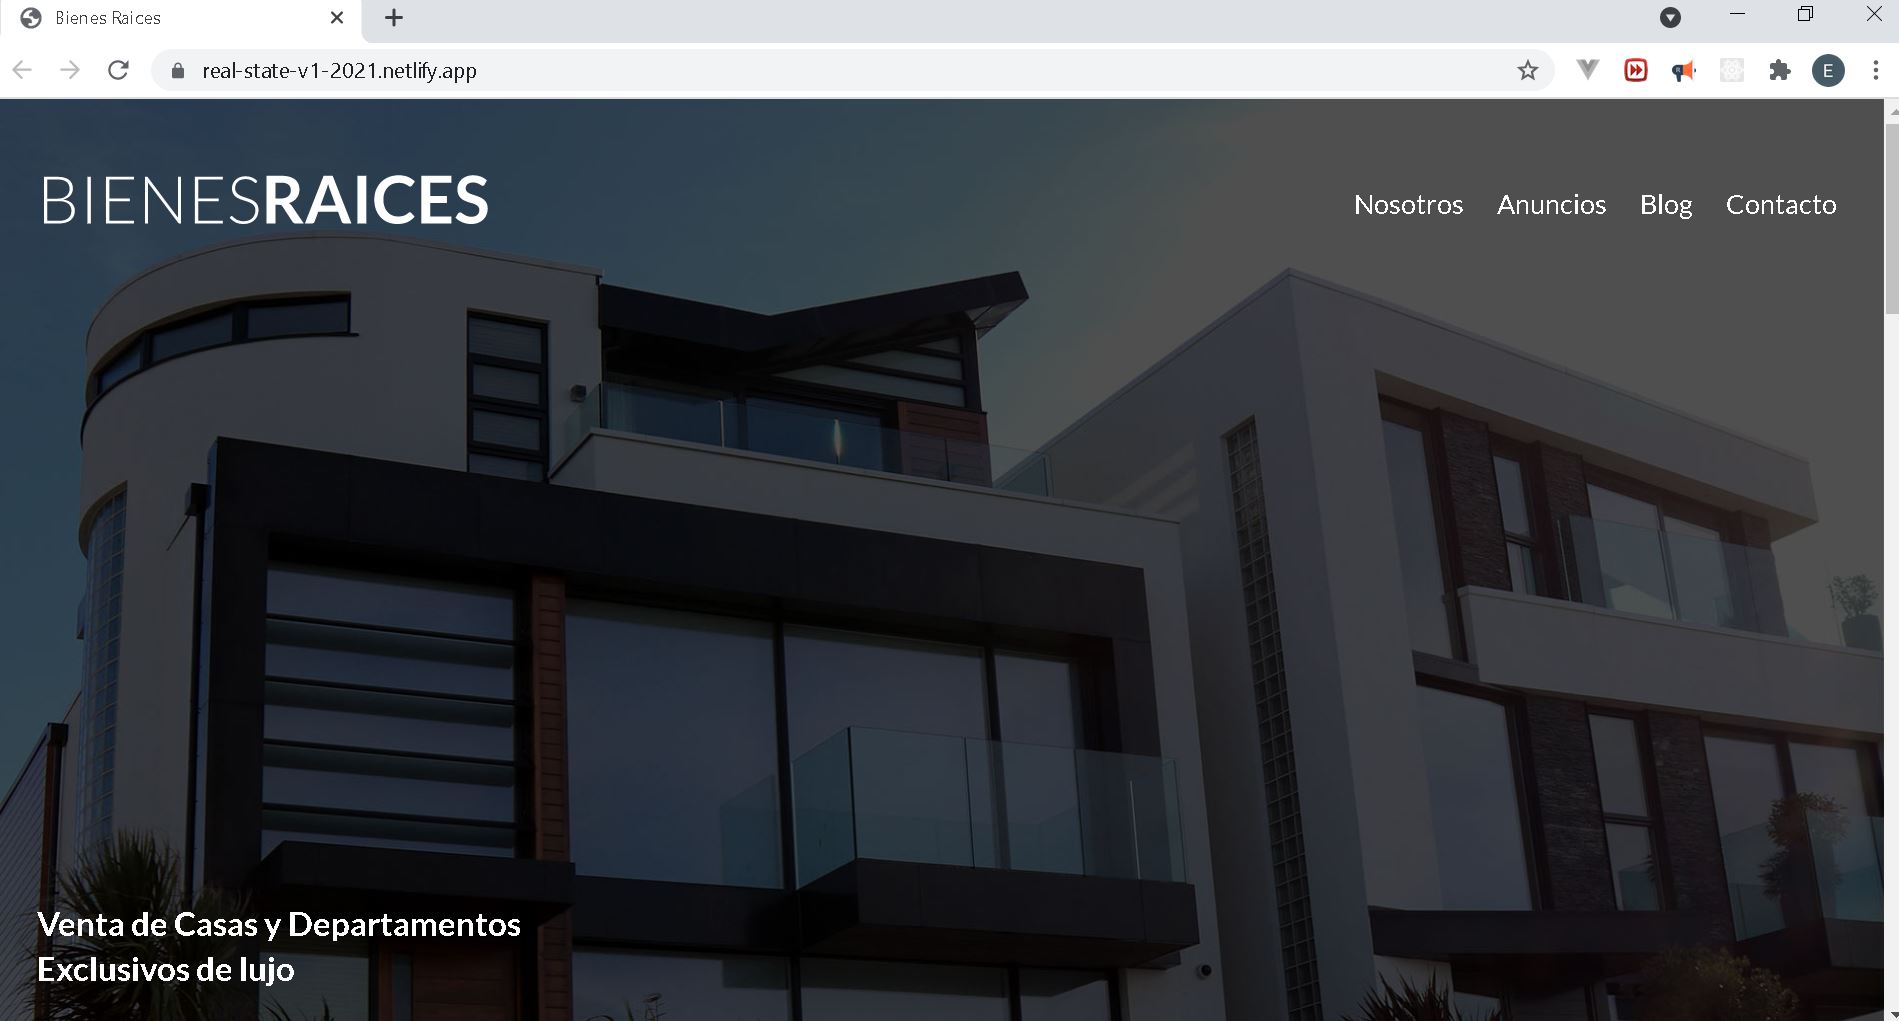 Bienes Raices
real-state-v1-2021.netlify.app
E
BIENESRAICES
Nosotros Anuncios Blog Contacto
Venta de Casas y Departamentos
Exclusivos de lujo